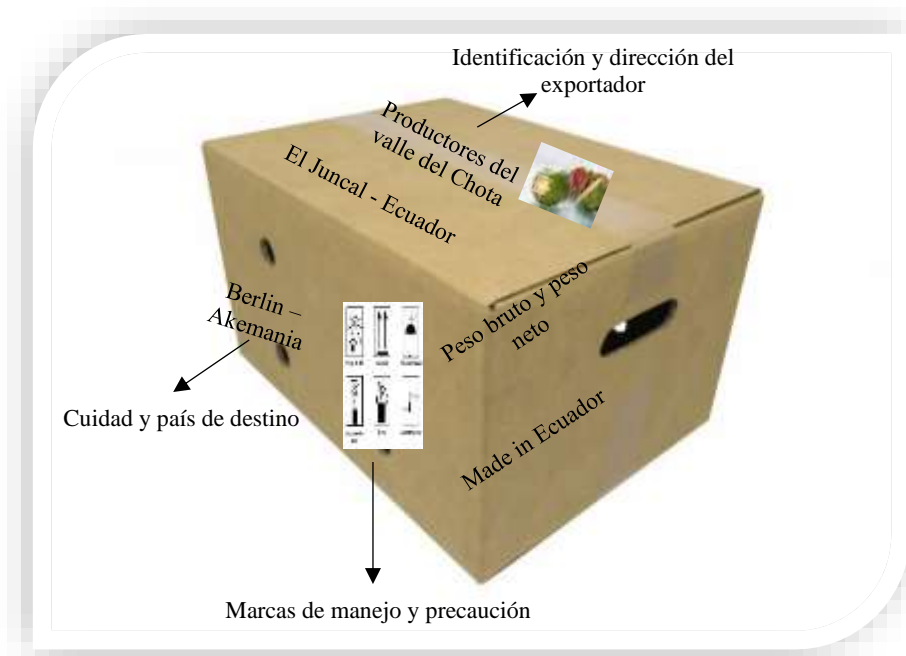 Identificación y dirección del
exportador
Productores del
valle del Chota
El Juncal - Ecuador
Berlin –
Akemania
Peso bruto y peso
neto
Cuidad y país de destino
Made in Ecuador
Marcas de manejo y precaución